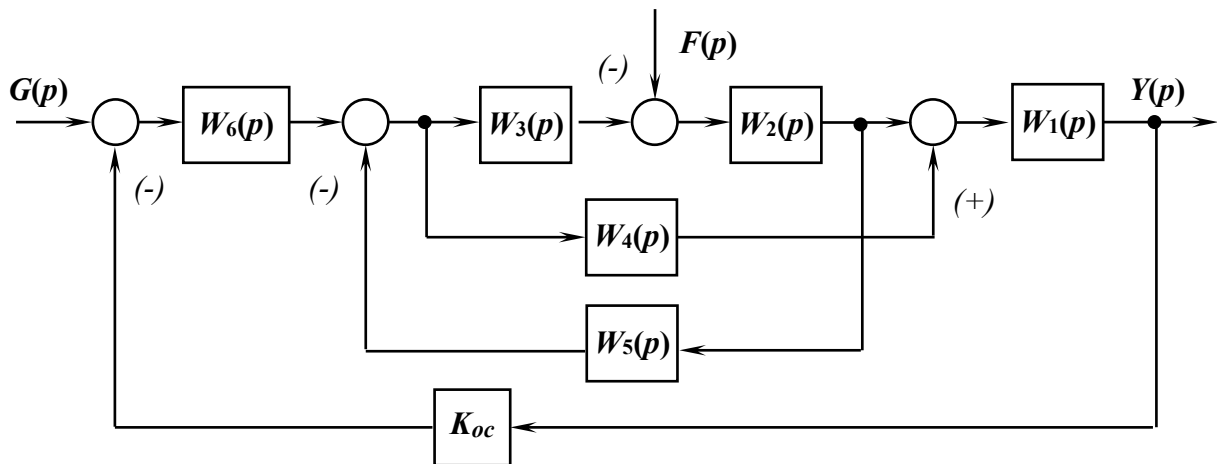 F(p)
(-)
G(p)
Y(p)
W6(p)
W3(p)
W2(p)
W1(p)
(-)
(-)
(+)
W4(p)
W5(p)
Koc